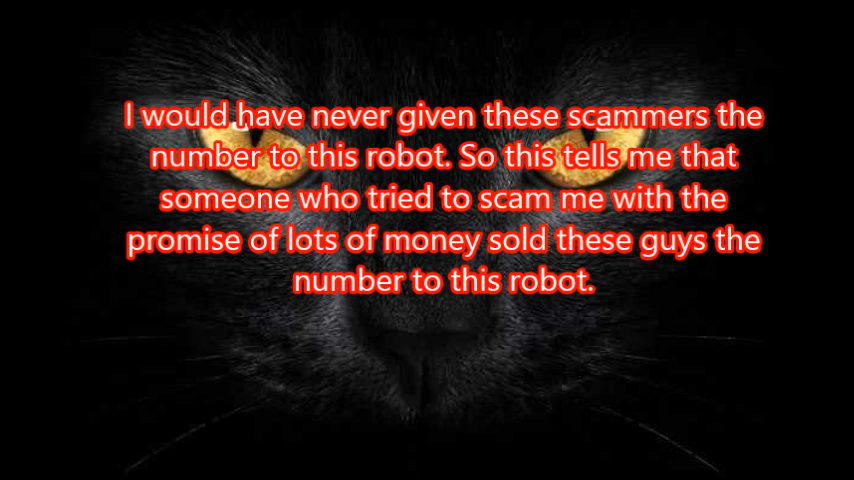 I would have never given these scammers the
number to this robot. So this tells me that
someone who tried to scam me with the
promise of lots of money sold these guys the
number to this robot.